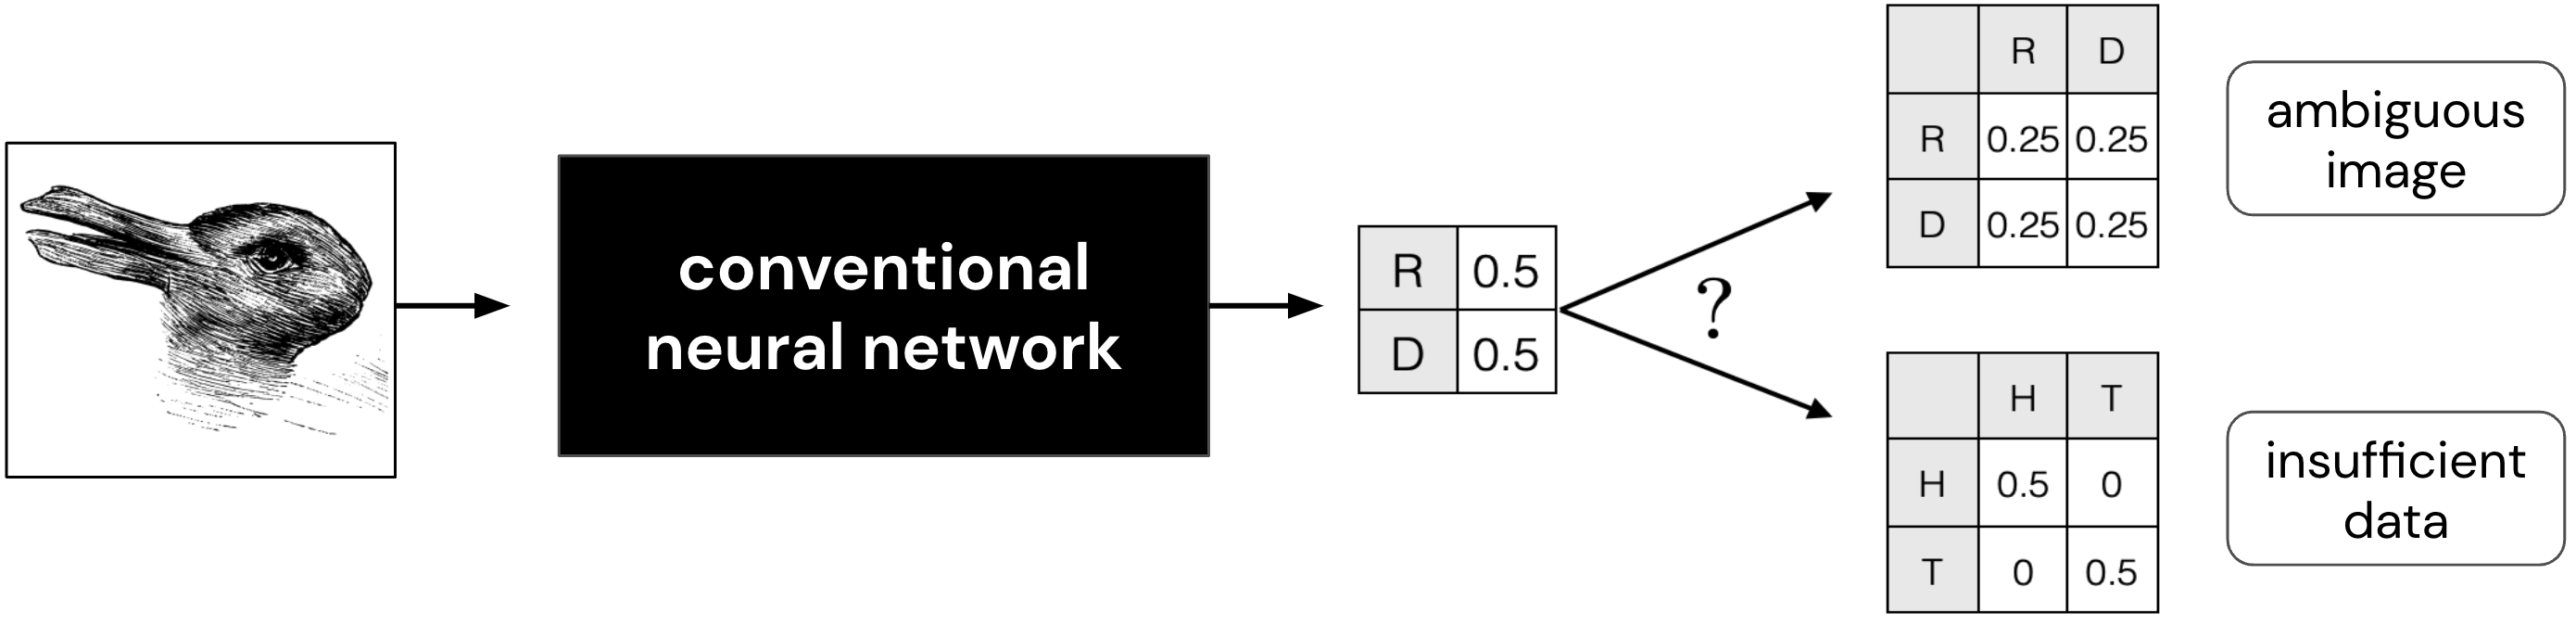 conventional
neural network
R 0.5
D 0.5
?
R D
R 0.25 0.25
D 0.25 0.25
ambiguous
image
H T
H 0.5 0
T 0 0.5
insufficient
data